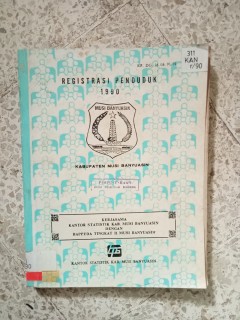 311
KAN
r/90
REGISTRASI PENDUDUK
1990
MUSI BANYUASIN
KABUPATEN MUSI BANYUASIN
KERJASAMA
KANTOR STATISTIK KAB MUSI BANYUASIN
DENGAN
BAPPEDA TINGKAT II MUSI BANYUASIN
KANTOR STATISTIK KAB. MUSI BANYUASIN